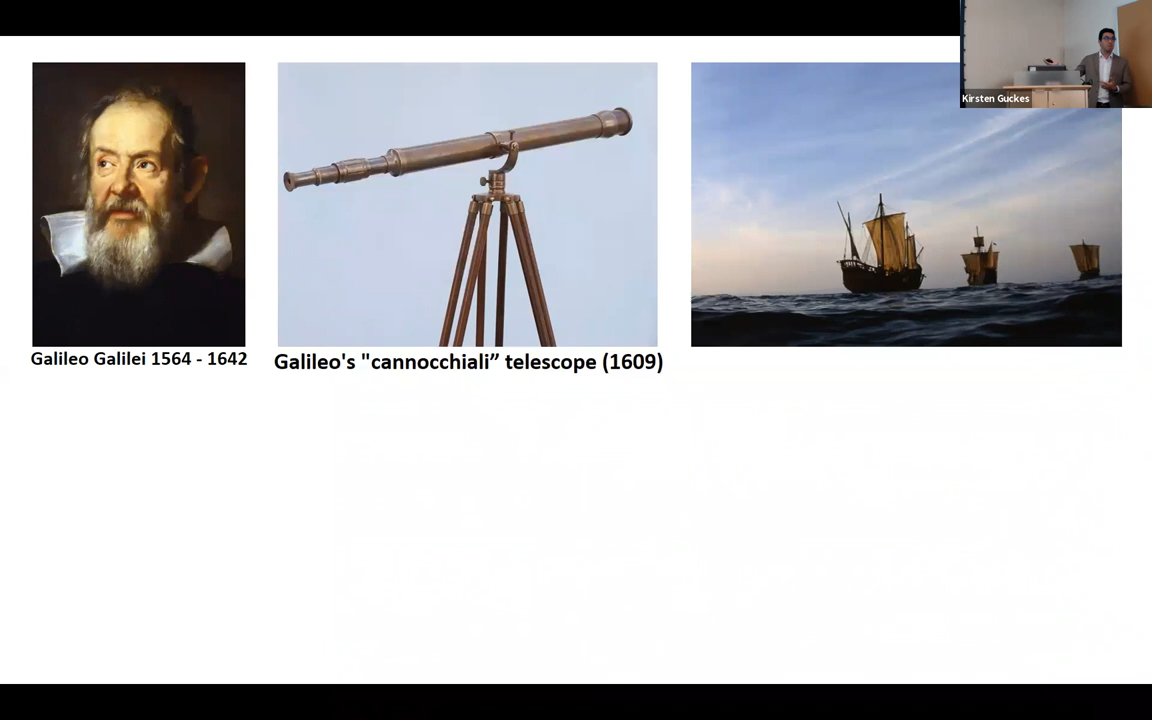 Kirsten Guckes
Galileo Galilei 1564 - 1642
Galileo's "cannocchiali” telescope (1609)